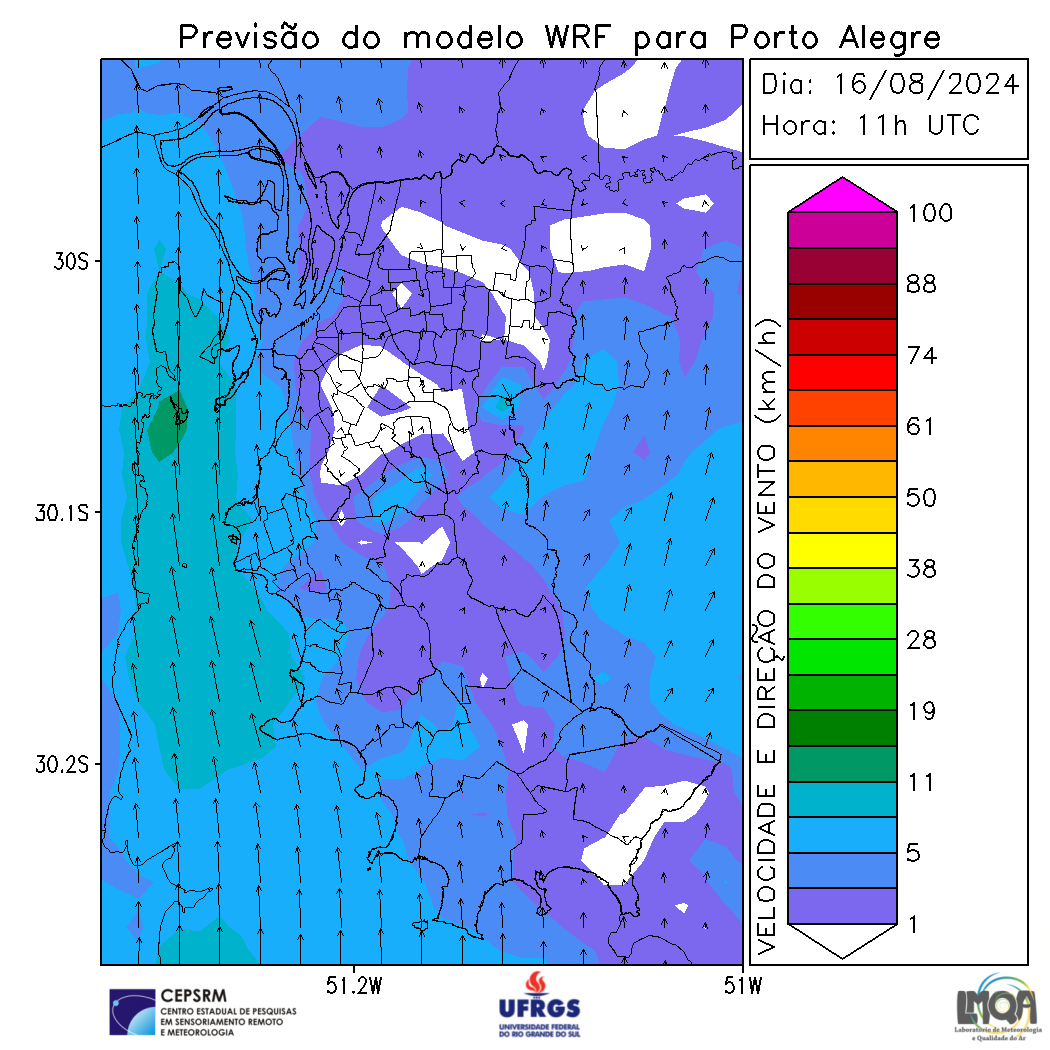 Previsão do modelo WRF para Porto Alegre
Dia: 16/08/2024
Hora: 11h UTC
30S
30.1S
30.2S
51.2W
51W
VELOCIDADE E DIREÇÃO DO VENTO (km/h)
100
88
74
61
50
38
28
19
11
5
1
CEPSRM
CENTRO ESTADUAL DE PESQUISAS
EM SENSORIAMENTO REMOTO
E METEOROLOGIA
UFRGS
UNIVERSIDADE FEDERAL
DO RIO GRANDE DO SUL
LMQA
Laboratório de Meteorologia
e Qualidade do Ar